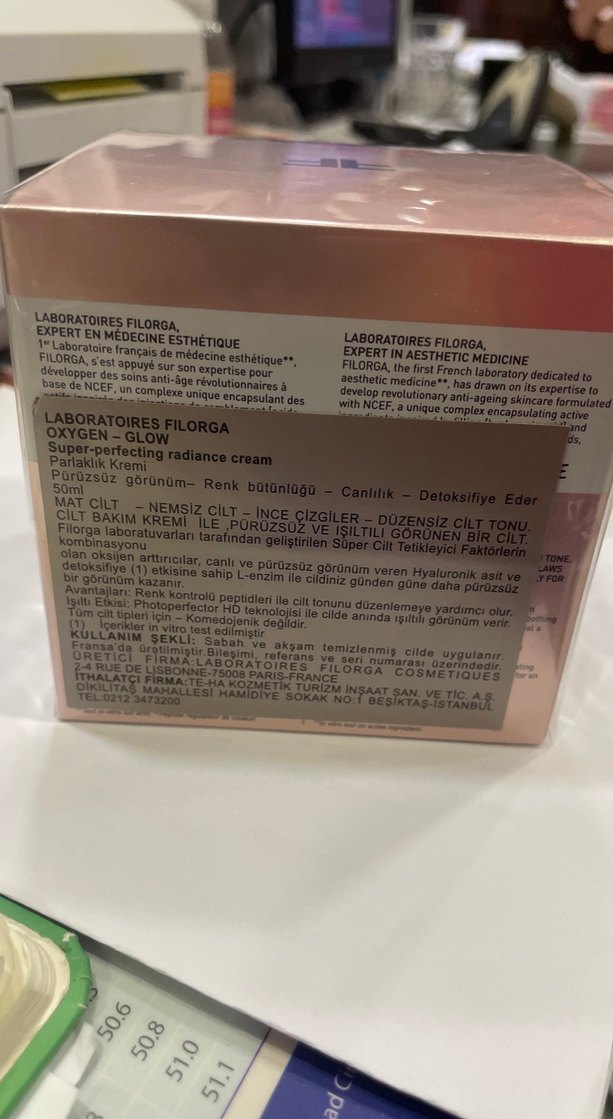 LABORATOIRES FILORGA,
EXPERT EN MÉDECINE ESTHÉTIQUE
1er Laboratoire français de médecine esthétique**,
FILORGA, s'est appuyé sur son expertise pour
développer des soins anti-âge révolutionnaires à
base de NCEF, un complexe unique encapsulant des
LABORATOIRES FILORGA,
EXPERT IN AESTHETIC MEDICINE
FILORGA, the first French laboratory dedicated to
aesthetic medicine**, has drawn on its expertise to
develop revolutionary anti-ageing skincare formulated
with NCEF, a unique complex encapsulating active
and
LABORATOIRES FILORGA
OXYGEN – GLOW
Super-perfecting radiance cream
Parlaklık Kremi
Pürüzsüz görünüm– Renk bütünlüğü – Canlılık – Detoksifiye Eder
50ml
MAT CİLT – NEMSİZ CİLT – İNCE ÇİZGİLER – DÜZENSİZ CİLT TONU.
CİLT BAKIM KREMİ İLE ,PÜRÜZSÜZ VE IŞILTILI GÖRÜNEN BİR CİLT.
Filorga laboratuvarları tarafından geliştirilen Süper Cilt Tetikleyici Faktörlerin
kombinasyonu
olan oksijen arttırıcılar, canlı ve pürüzsüz görünüm veren Hyaluronik asit ve
detoksifiye (1) etkisine sahip L-enzim ile cildiniz günden güne daha pürüzsüz
bir görünüm kazanır.
Avantajları: Renk kontrolü peptidleri ile cilt tonunu düzenlemeye yardımcı olur.
Işıltı Etkisi: Photoperfector HD teknolojisi ile cilde anında ışıltılı görünüm verir.
Tüm cilt tipleri için – Komedojenik değildir.
(1) İçerikler in vitro test edilmiştir
KULLANIM ŞEKLİ: Sabah ve akşam temizlenmiş cilde uygulanır.
Fransa'da üretilmiştir.Bileşimi, referans ve seri numarası üzerindedir.
ÜRETİCİ FİRMA:LABORATOIRES FILORGA COSMETIQUES
2-4 RUE DE LISBONNE-75008 PARIS-FRANCE
İTHALATÇI FİRMA:TE-HA KOZMETİK TURİZM İNŞAAT SAN. VE TİC. A.Ş.
DİKİLİTAŞ MAHALLESİ HAMİDİYE SOKAK NO:1 BEŞİKTAŞ-İSTANBUL
TEL:0212 3473200
TONE.
LAWS
Y FOR
50.6
50.8
51.0
51.1